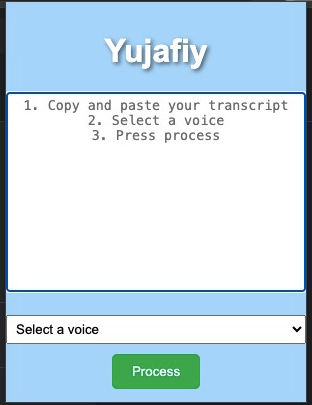 Yujafiy
1. Copy and paste your transcript
2. Select a voice
3. Press process
Select a voice
Process